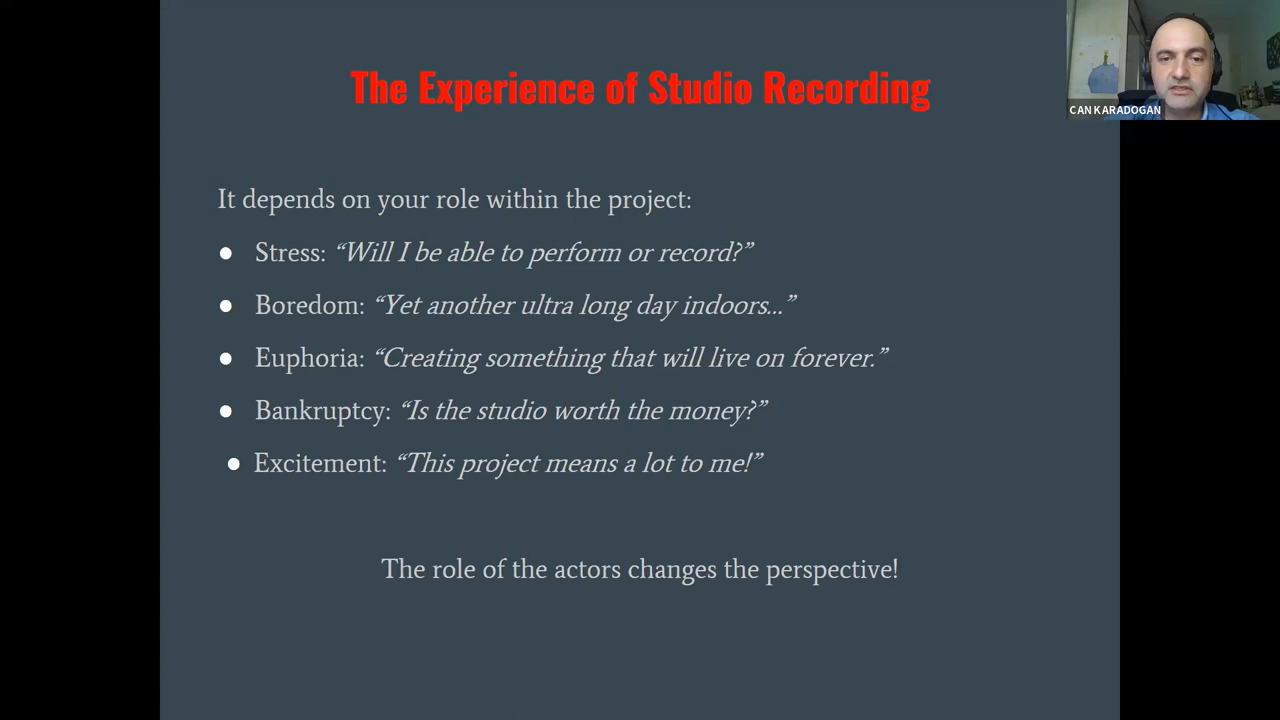 The Experience of Studio Recording
CAN KARADOGAN
It depends on your role within the project:
● Stress: “Will I be able to perform or record?”
● Boredom: “Yet another ultra long day indoors...”
● Euphoria: “Creating something that will live on forever.”
● Bankruptcy: “Is the studio worth the money?”
● Excitement: “This project means a lot to me!”
The role of the actors changes the perspective!